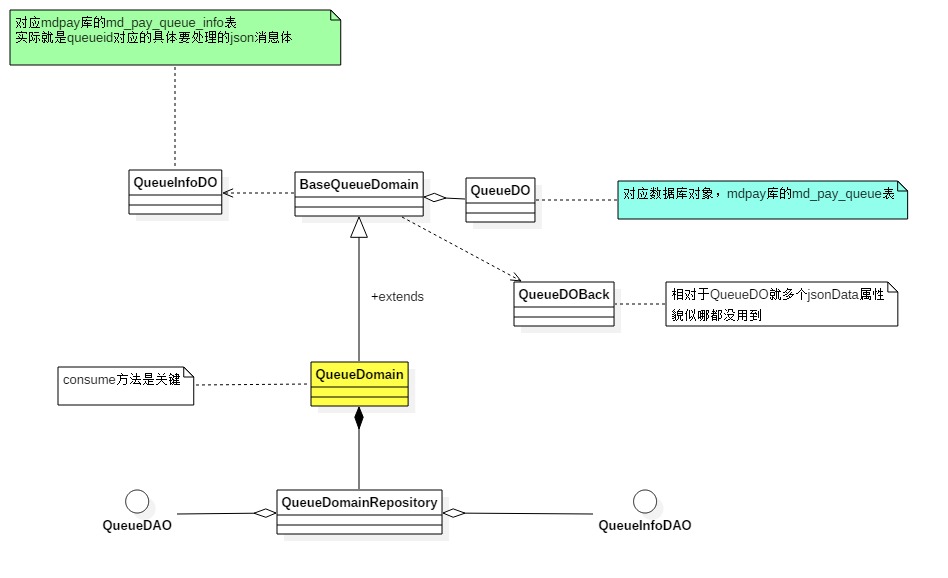 对应mdpay库的md_pay_queue_info表
实际就是queueid对应的具体要处理的json消息体
QueueInfoDO
BaseQueueDomain
QueueDO
对应数据库对象，mdpay库的md_pay_queue表
QueueDOBack
相对于QueueDO就多个jsonData属性
貌似哪都没用到
+extends
consume方法是关键
QueueDomain
QueueDomainRepository
QueueDAO
QueueInfoDAO